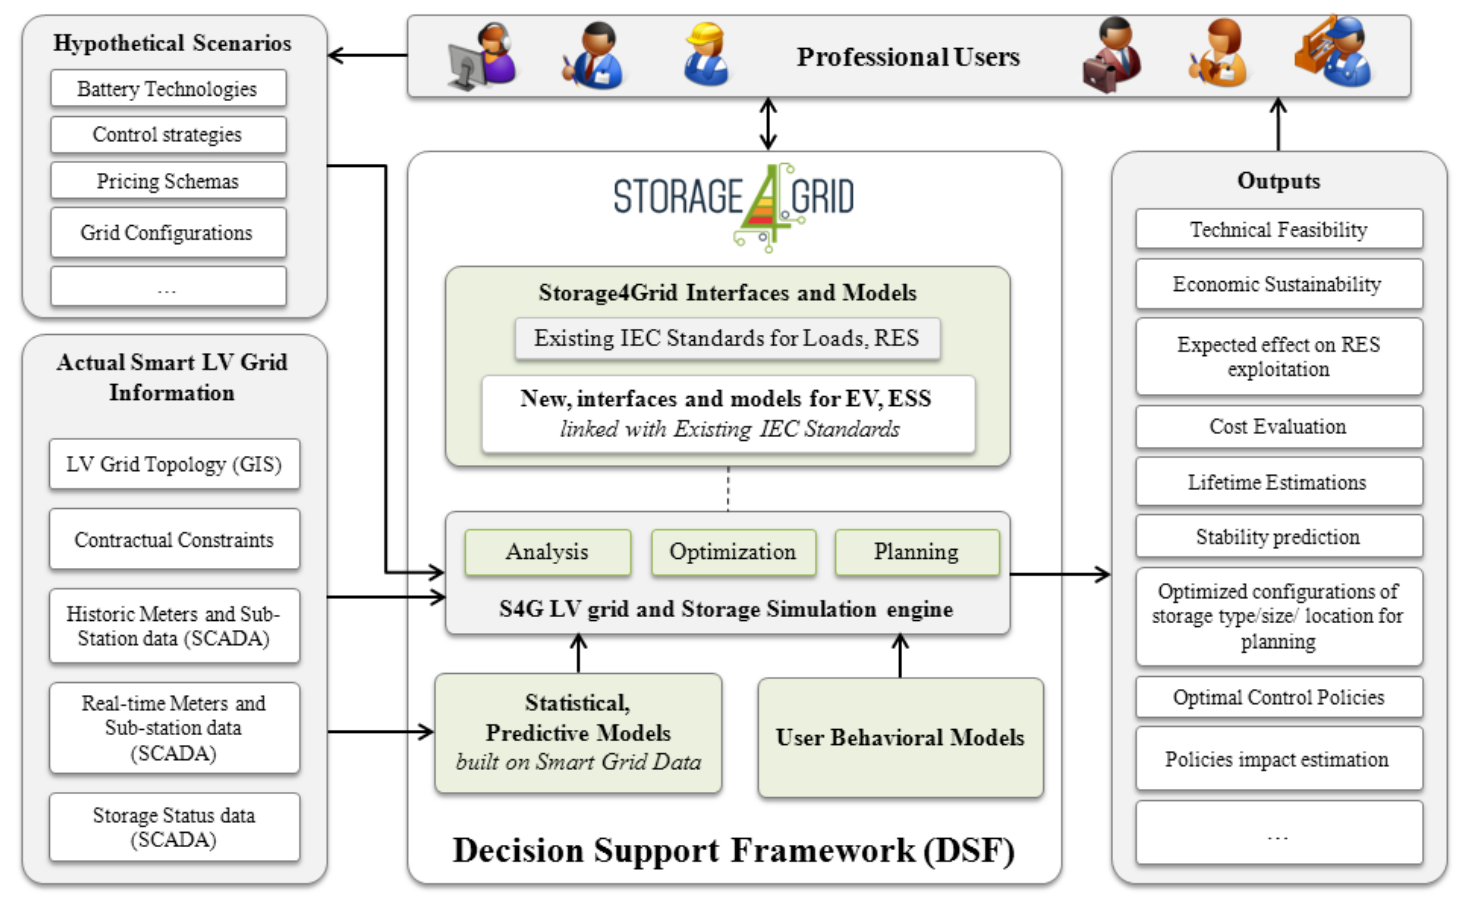 Hypothetical Scenarios
Battery Technologies
Control strategies
Pricing Schemas
Grid Configurations
...
Actual Smart LV Grid
Information
LV Grid Topology (GIS)
Contractual Constraints
Historic Meters and Sub-
Station data (SCADA)
Real-time Meters and
Sub-station data
(SCADA)
Storage Status data
(SCADA)
Professional Users
STORAGE4GRID
Storage4Grid Interfaces and Models
Existing IEC Standards for Loads, RES
New, interfaces and models for EV, ESS
linked with Existing IEC Standards
Analysis
Optimization
Planning
S4G LV grid and Storage Simulation engine
Statistical,
Predictive Models
built on Smart Grid Data
User Behavioral Models
Decision Support Framework (DSF)
Outputs
Technical Feasibility
Economic Sustainability
Expected effect on RES
exploitation
Cost Evaluation
Lifetime Estimations
Stability prediction
Optimized configurations of
storage type/size/ location for
planning
Optimal Control Policies
Policies impact estimation
...